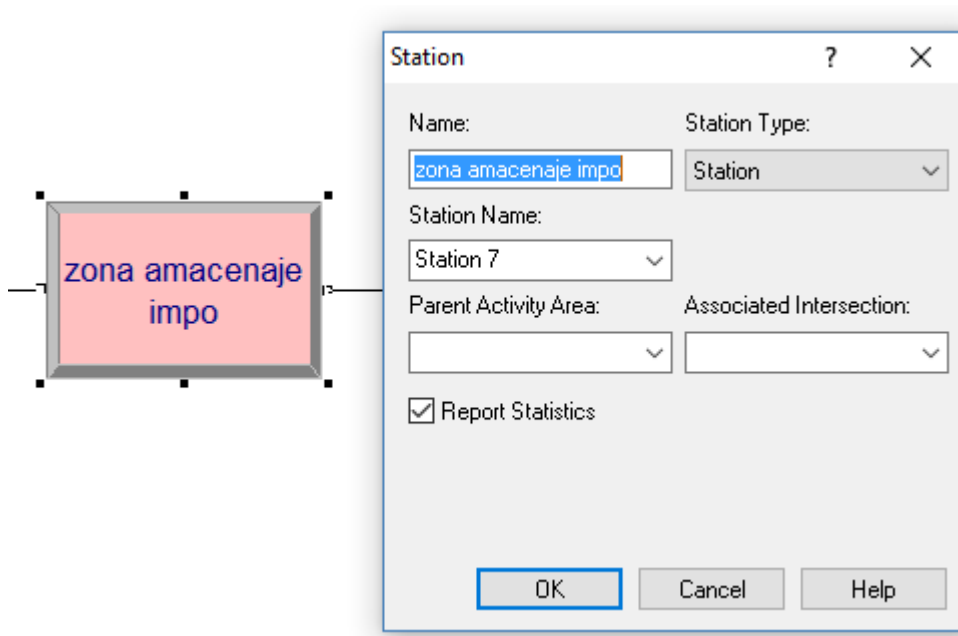 zona amacenaje
impo
Station
?
Name:
Station Type:
zona amacenaje impo
Station
Station Name:
Station 7
Parent Activity Area:
Associated Intersection:
Report Statistics
OK
Cancel
Help